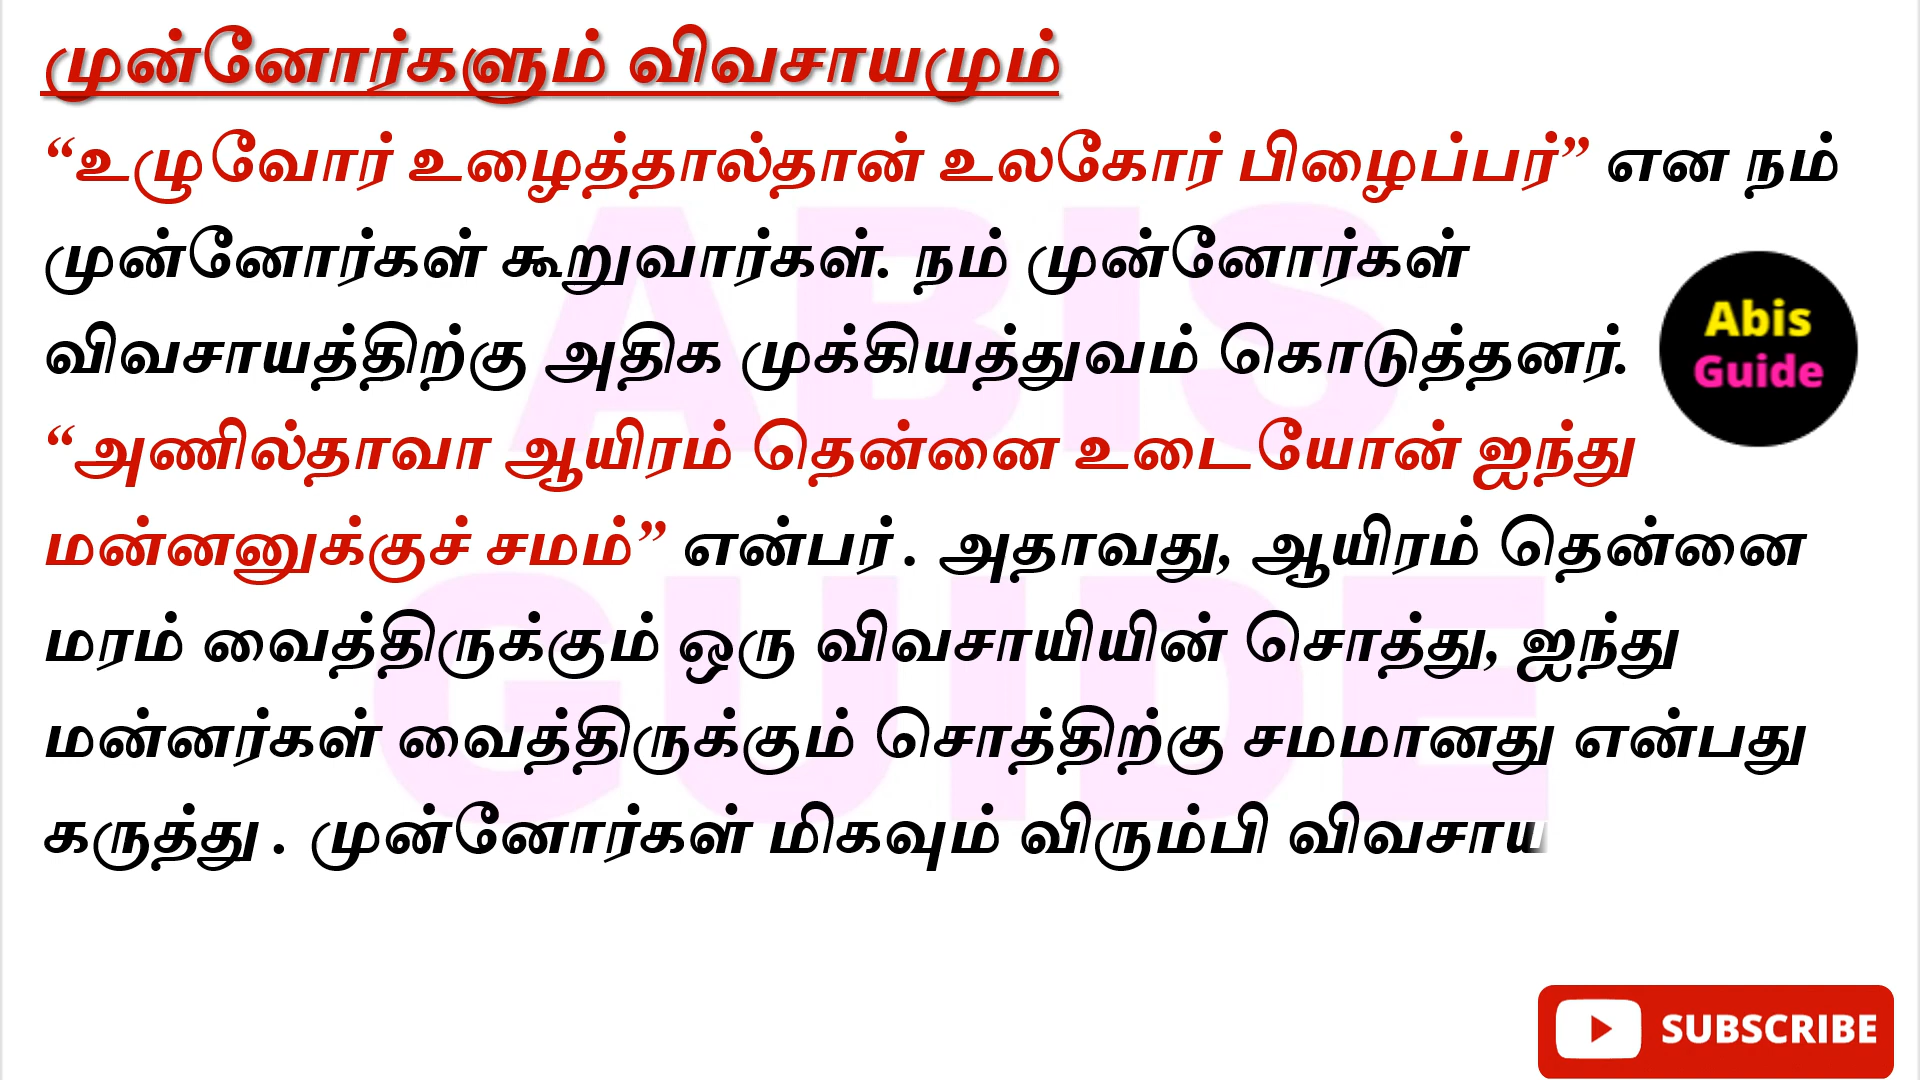 முன்னோர்களும் விவசாயமும்
“உழுவோர் உழைத்தால்தான் உலகோர் பிழைப்பர்” என நம்
முன்னோர்கள் கூறுவார்கள். நம் முன்னோர்கள்
விவசாயத்திற்கு அதிக முக்கியத்துவம் கொடுத்தனர்.
“அணில்தாவா ஆயிரம் தென்னை உடையோன் ஐந்து
மன்னனுக்குச் சமம்” என்பர் . அதாவது, ஆயிரம் தென்னை
மரம் வைத்திருக்கும் ஒரு விவசாயியின் சொத்து, ஐந்து
மன்னர்கள் வைத்திருக்கும் சொத்திற்கு சமமானது என்பது
கருத்து . முன்னோர்கள் மிகவும் விரும்பி விவசாய
Abis
Guide
ABIS
GUIDE
SUBSCRIBE